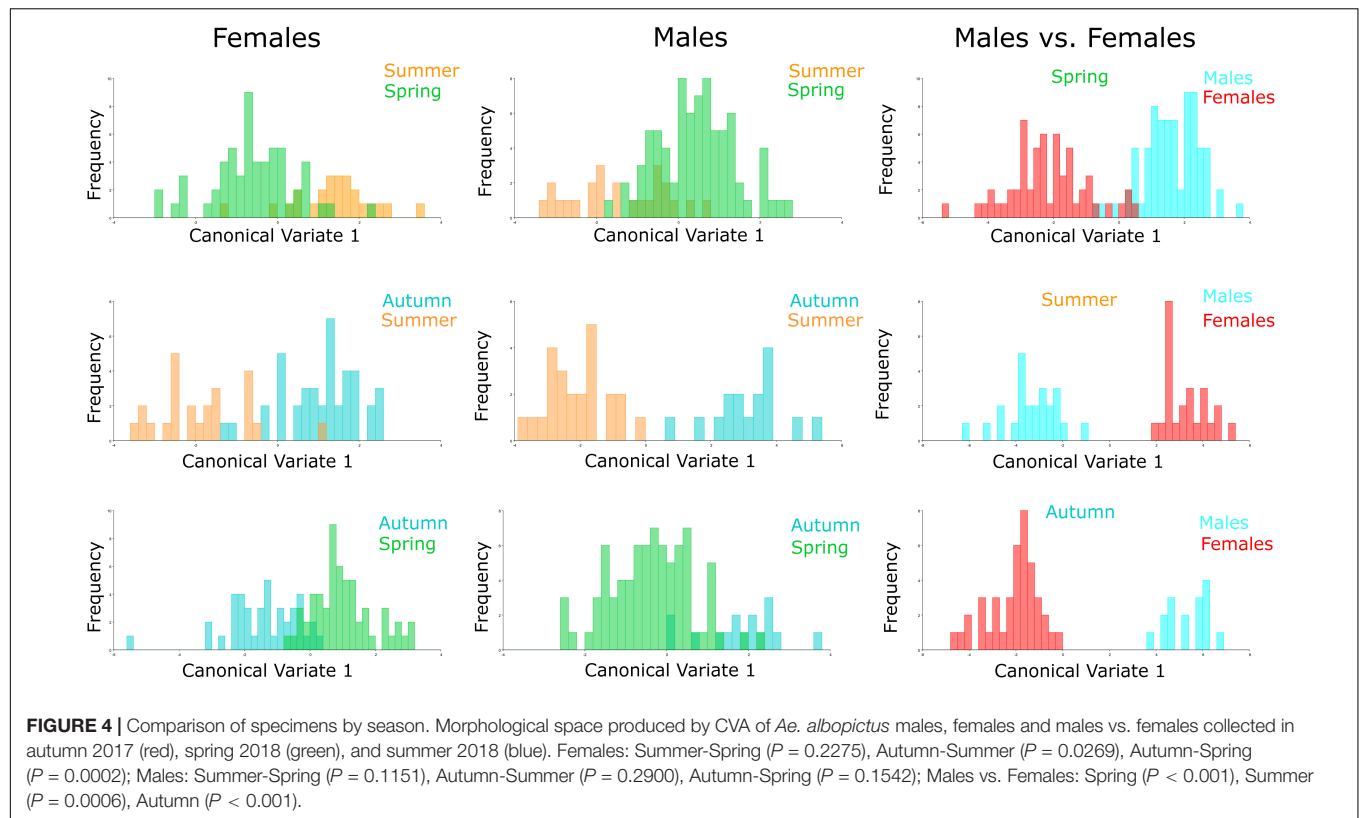 Females
Males
Males vs. Females
Summer
Spring
Frequency
Canonical Variate 1
Summer
Spring
Frequency
Canonical Variate 1
Spring
Males
Females
Frequency
Canonical Variate 1
Autumn
Summer
Frequency
Canonical Variate 1
Autumn
Summer
Frequency
Canonical Variate 1
Summer
Males
Females
Frequency
Canonical Variate 1
Autumn
Spring
Frequency
Canonical Variate 1
Autumn
Spring
Frequency
Canonical Variate 1
Autumn
Males
Females
Frequency
Canonical Variate 1
FIGURE 4 | Comparison of specimens by season. Morphological space produced by CVA of Ae. albopictus males, females and males vs. females collected in
autumn 2017 (red), spring 2018 (green), and summer 2018 (blue). Females: Summer-Spring (P = 0.2275), Autumn-Summer (P = 0.0269), Autumn-Spring
(P = 0.0002); Males: Summer-Spring (P = 0.1151), Autumn-Summer (P = 0.2900), Autumn-Spring (P = 0.1542); Males vs. Females: Spring (P < 0.001), Summer
(P = 0.0006), Autumn (P < 0.001).